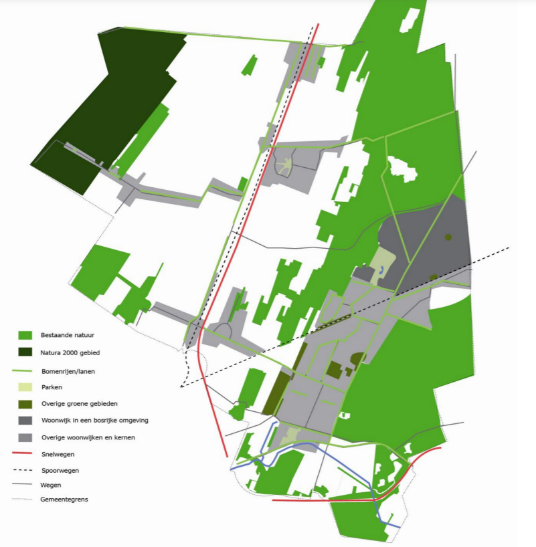 Bestaande natuur
Natura 2000 gebied
Bomenrijen/lanen
Parken
Overige groene gebieden
Woonwijk in een bosrijke omgeving
Overige woonwijken en kernen
Snelwegen
Spoorwegen
Wegen
Gemeentegrens